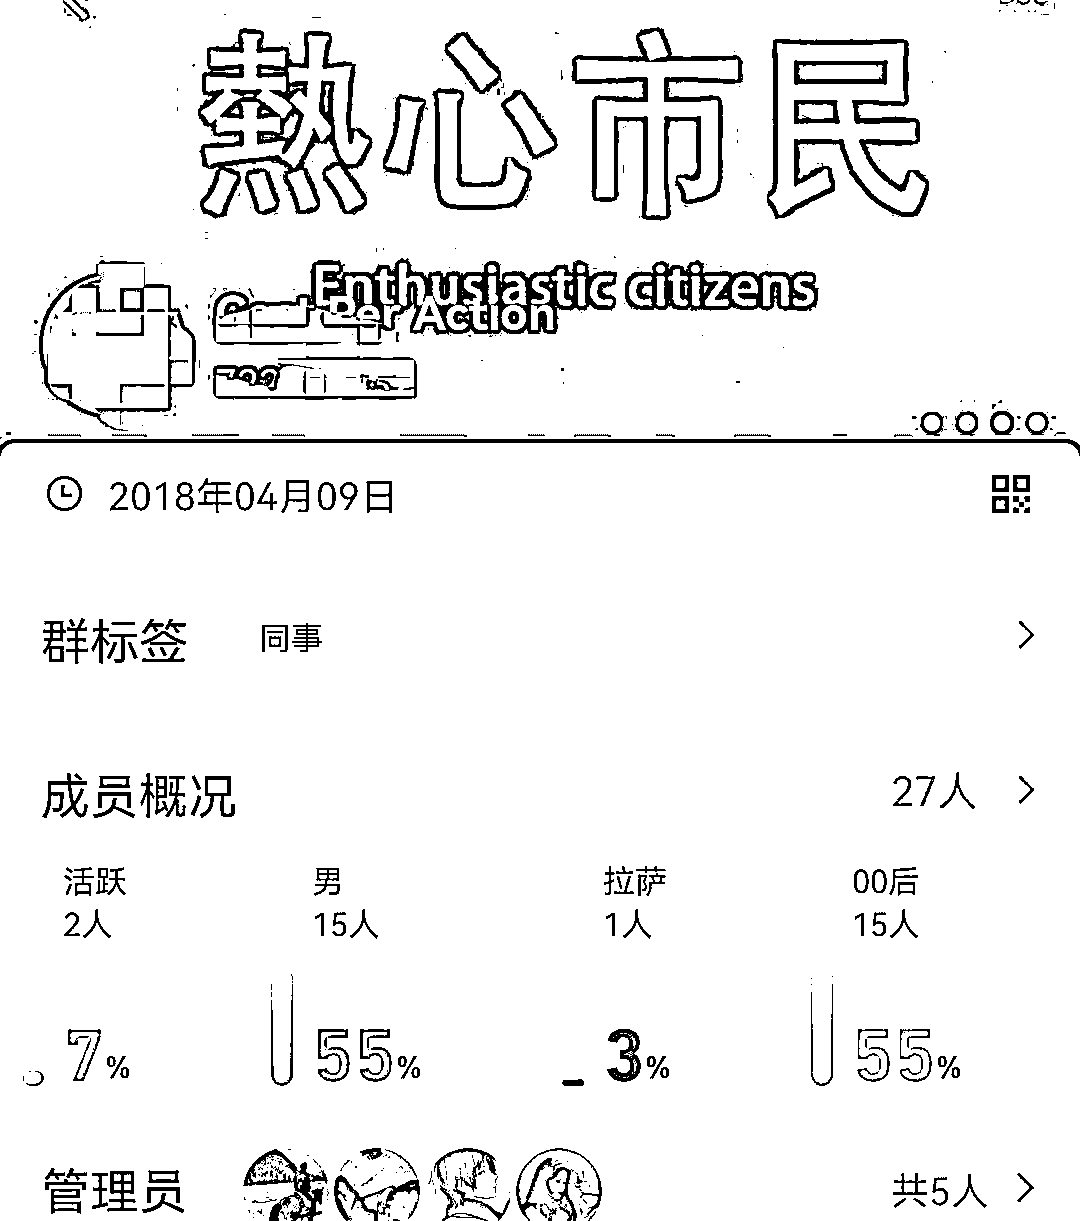 熱心市民
Enthusiastic citizens
Per Action
2018年04月09日
群标签 同事
成员概况 27人
活跃 男 拉萨 00后
2人 15人 1人 15人
7% 55% 3% 55%
管理员 共5人